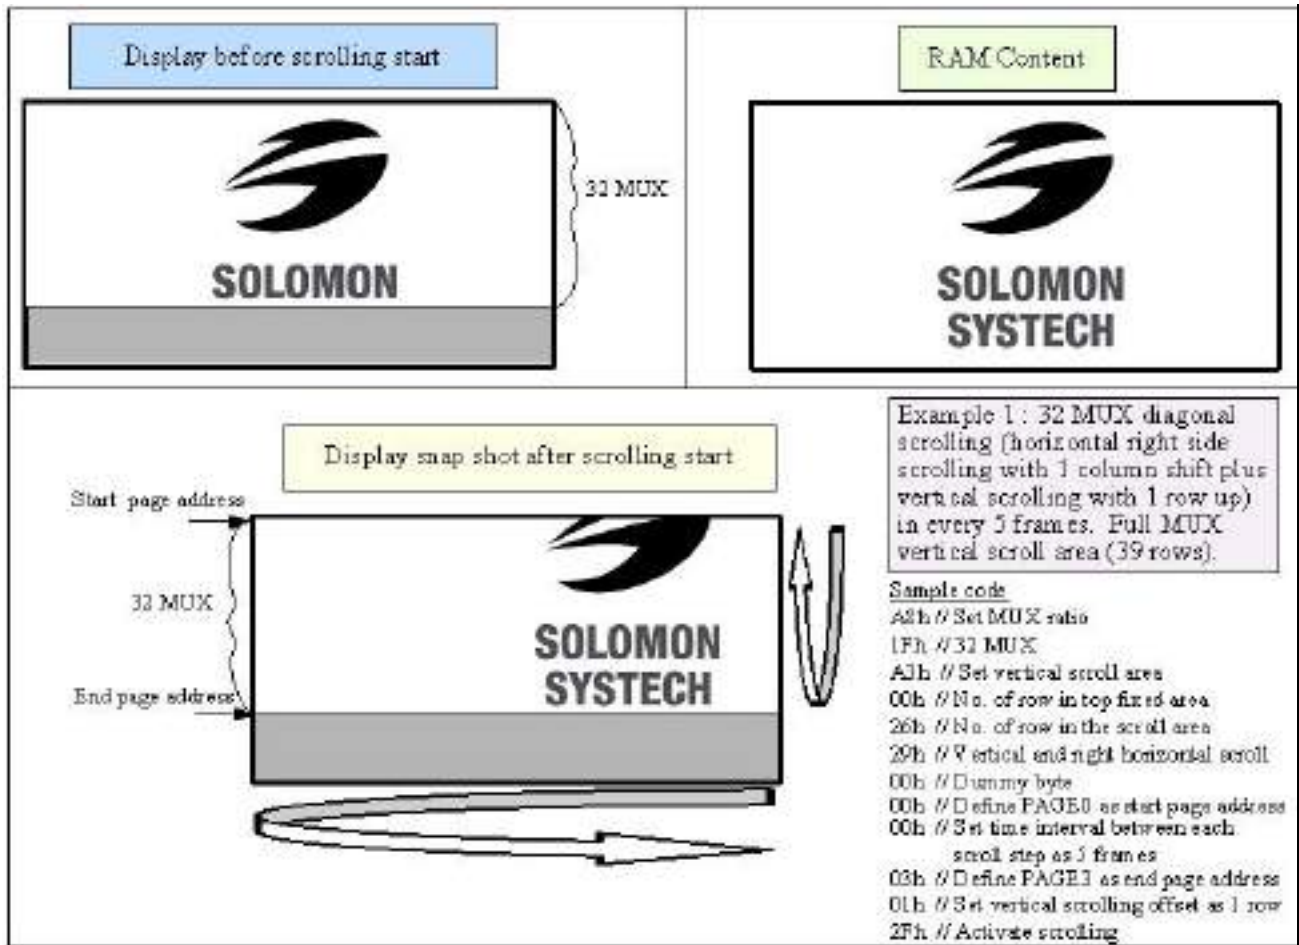 Display before scrolling start
RAM Content
32 MUX
SOLOMON
SOLOMON
SYSTECH
Display snap shot after scrolling start
Start page address
32 MUX
End page address
SOLOMON
SYSTECH
Example 1 : 32 MUX diagonal
scrolling (horizontal right side
scrolling with 1 column shift plus
vertical scrolling with 1 row up)
in every 5 frames. Full MUX
vertical scroll area (39 rows).
Sample code
A8h // Set MUX ratio
1Fh // 32 MUX
A3h // Set vertical scroll area
00h // No. of row in top fixed area
26h // No. of row in the scroll area
29h // Vertical and right horizontal scroll
00h // Dummy byte
00h // Define PAGE0 as start page address
00h // Set time interval between each
scroll step as 5 frames
03h // Define PAGE3 as end page address
01h // Set vertical scrolling offset as 1 row
2Fh // Activate scrolling